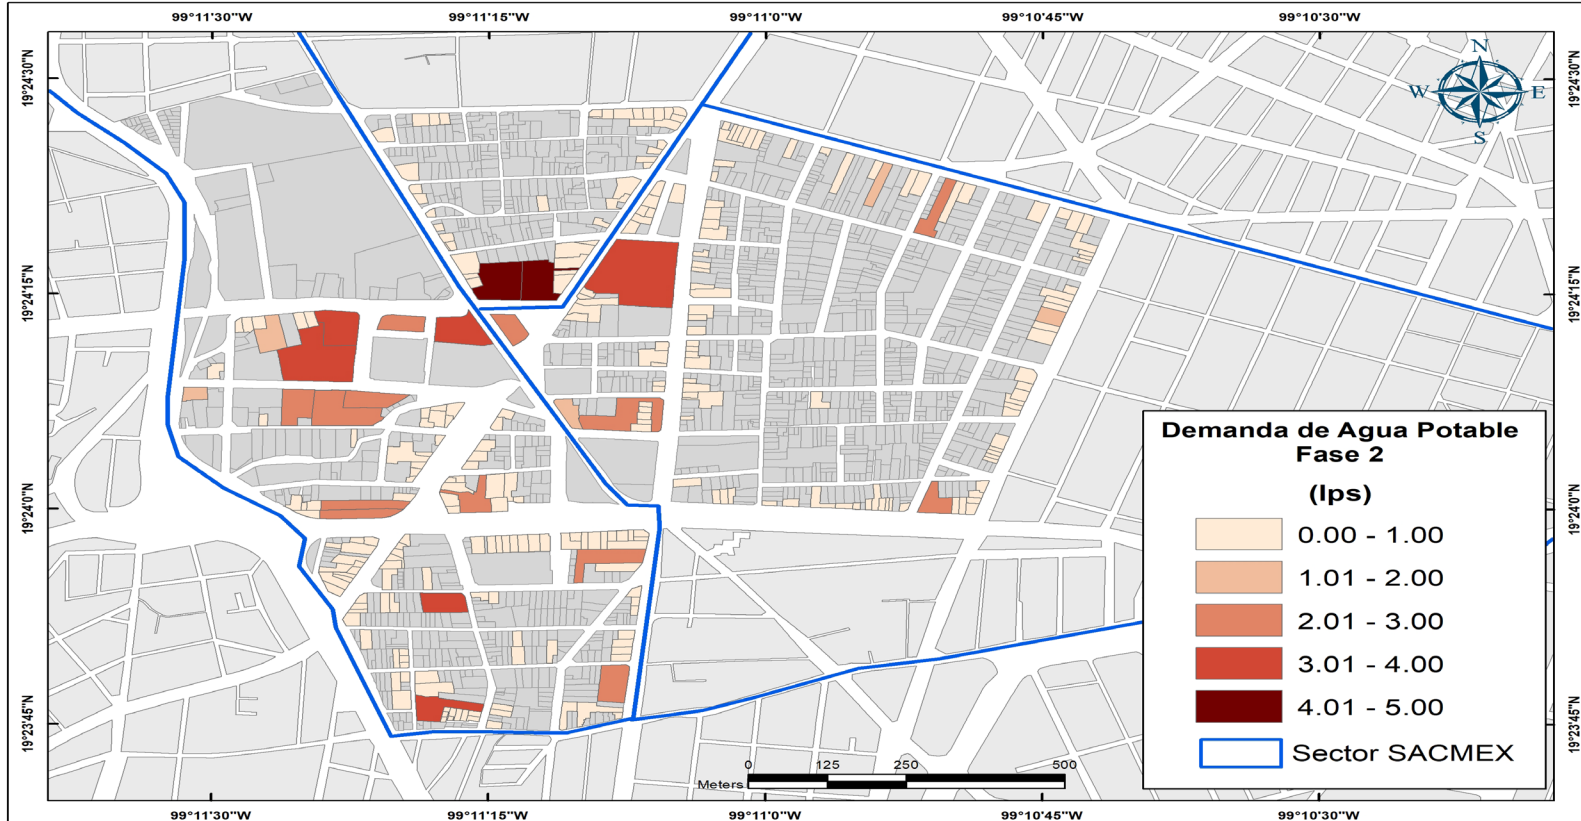 99°11'30"W 99°11'15"W 99°11'0"W 99°10'45"W 99°10'30"W
19°24'30"N
19°24'15"N
19°24'0"N
19°23'45"N
N
W E
S
19°24'30"N
19°24'15"N
19°24'0"N
19°23'45"N
Demanda de Agua Potable
Fase 2
(lps)
0.00 - 1.00
1.01 - 2.00
2.01 - 3.00
3.01 - 4.00
4.01 - 5.00
Sector SACMEX
0 125 250 500
Meters
99°11'30"W 99°11'15"W 99°11'0"W 99°10'45"W 99°10'30"W